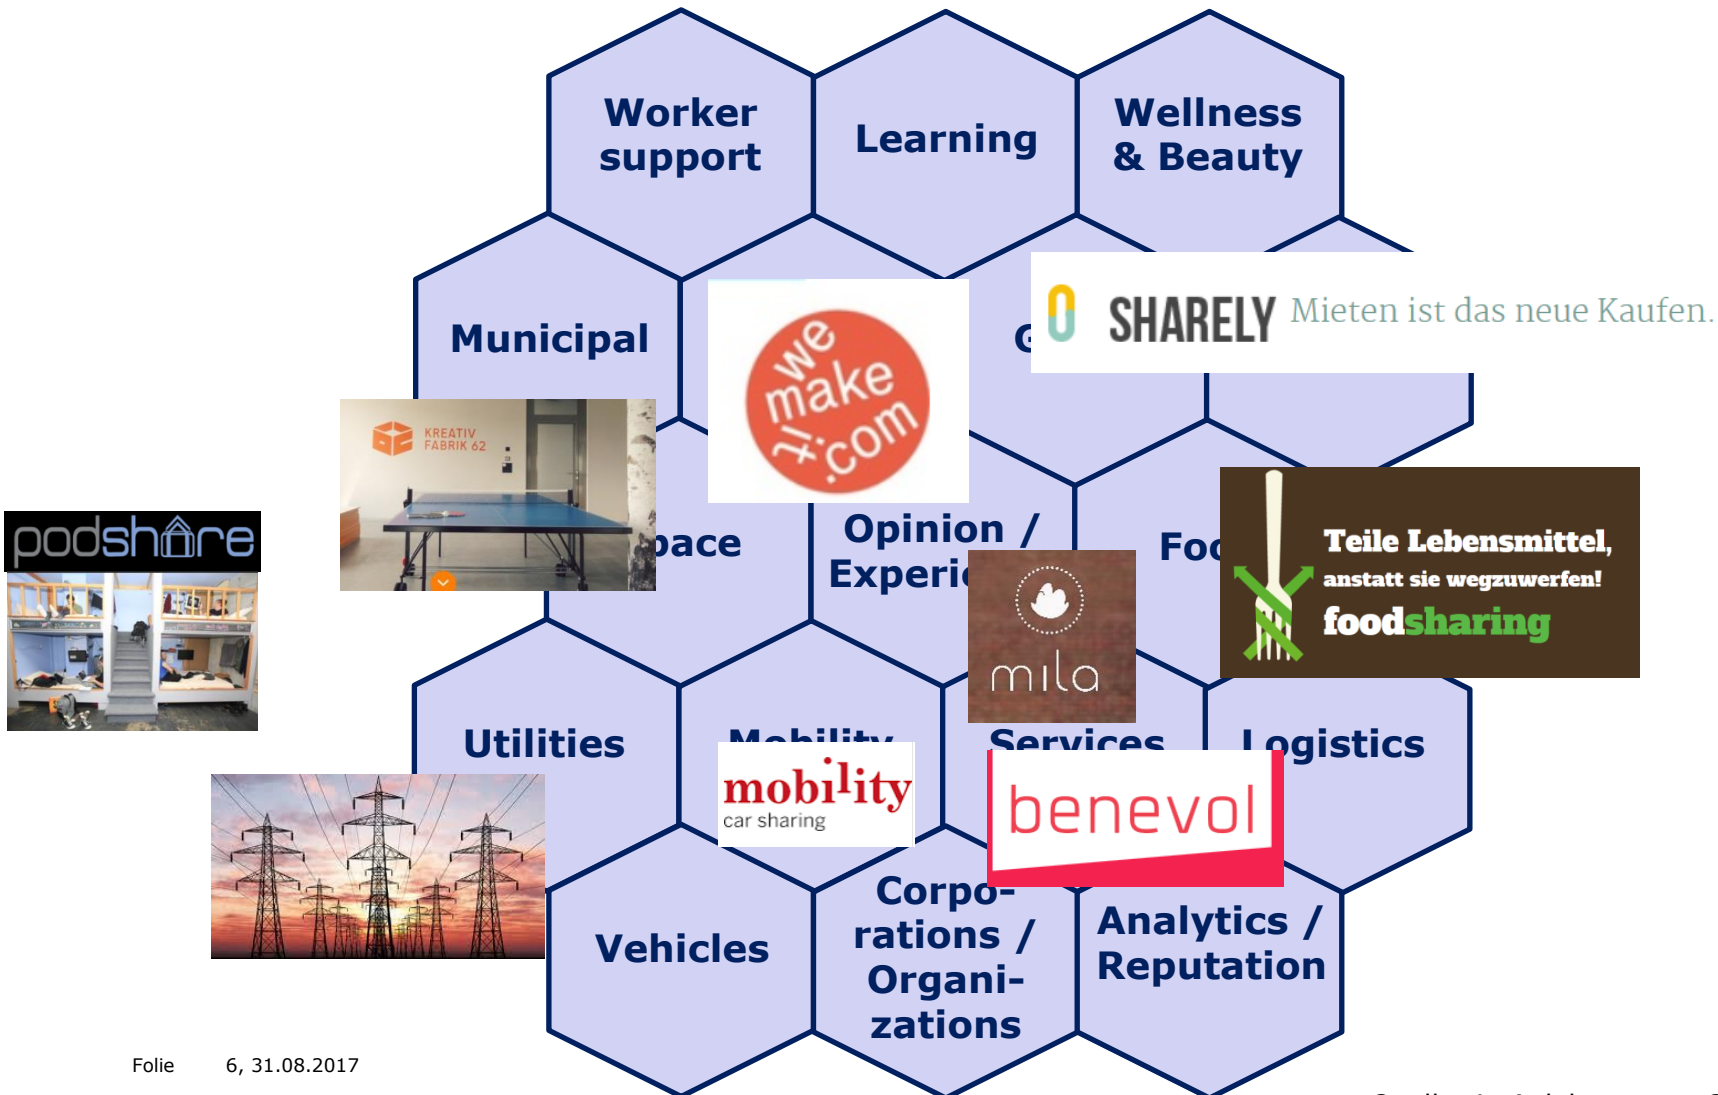 Worker
support
Learning
Wellness
& Beauty
Municipal
we
make
it.com
G
SHARELY Mieten ist das neue Kaufen.
KREATIV
FABRIK 62
podshare
pace
Opinion /
Experi
Foo
mila
Teile Lebensmittel,
anstatt sie wegzuwerfen!
foodsharing
Utilities
Mobility
mobility
car sharing
Services
benevol
Logistics
Vehicles
Corpo-
rations /
Organi-
zations
Analytics /
Reputation
Folie 6, 31.08.2017